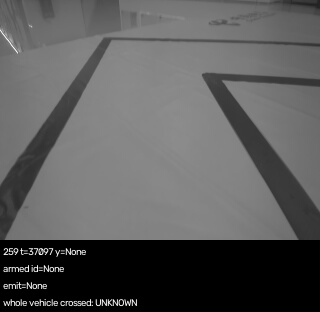 259 t=37097 y=None
armed id=None
emit=None
whole vehicle crossed: UNKNOWN